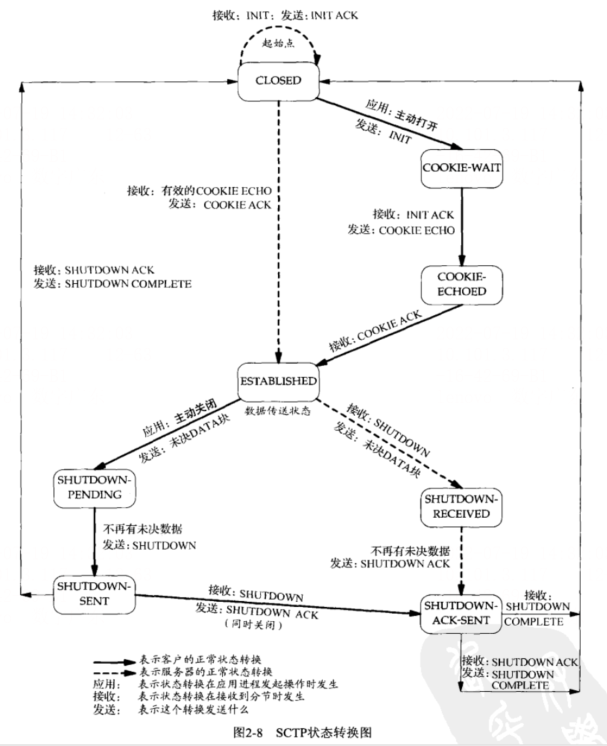 接收：INIT；发送：INIT ACK
起始点
CLOSED
应用：主动打开
发送：INIT
COOKIE-WAIT
接收：有效的COOKIE ECHO
发送：COOKIE ACK
接收：INIT ACK
发送：COOKIE ECHO
接收：SHUTDOWN ACK
发送：SHUTDOWN COMPLETE
COOKIE-
ECHOED
接收：COOKIE ACK
ESTABLISHED
数据传送状态
应用：主动关闭
发送：未决DATA块
接收：SHUTDOWN
发送：未决DATA块
SHUTDOWN-
PENDING
SHUTDOWN-
RECEIVED
不再有未决数据
发送：SHUTDOWN
不再有未决数据
发送：SHUTDOWN ACK
SHUTDOWN-
SENT
接收：SHUTDOWN
发送：SHUTDOWN ACK
（同时关闭）
SHUTDOWN-
ACK-SENT
接收：
SHUTDOWN
COMPLETE
接收：SHUTDOWN ACK
发送：SHUTDOWN
COMPLETE
表示客户的正常状态转换
表示服务器的正常状态转换
应用： 表示状态转换在应用进程发起操作时发生
接收： 表示状态转换在接收到分节时发生
发送： 表示这个转换发送什么
图2-8 SCTP状态转换图